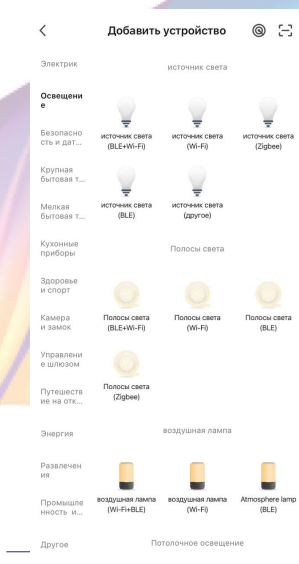 Добавить устройство
Электрик
Освещени
е
Безопасно
сть и дат...
Крупная
бытовая т...
Мелкая
бытовая т...
Кухонные
приборы
Здоровье
и спорт
Камера
и замок
Управлени
е шлюзом
Путешеств
ие на отк...
Энергия
Развлечен
ия
Промышле
нность и...
Другое
источник света
источник света
(BLE+Wi-Fi)
источник света
(Wi-Fi)
источник света
(Zigbee)
источник света
(BLE)
источник света
(другое)
Полосы света
Полосы света
(BLE+Wi-Fi)
Полосы света
(Wi-Fi)
Полосы света
(BLE)
Полосы света
(Zigbee)
воздушная лампа
воздушная лампа
(Wi-Fi+BLE)
воздушная лампа
(Wi-Fi)
Atmosphere lamp
(BLE)
Потолочное освещение